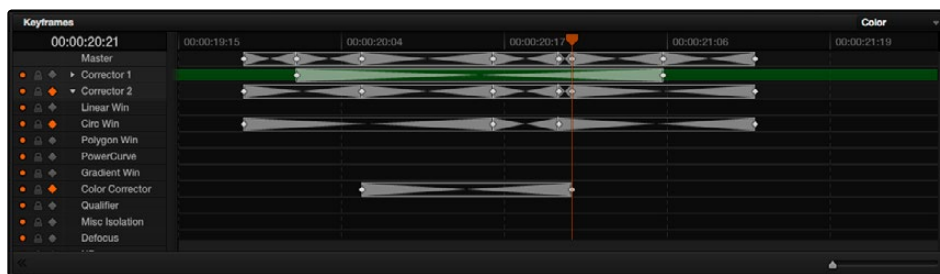 Keyframes Color
00:00:20:21 00:00:19:15 00:00:20:04 00:00:20:17 00:00:21:06 00:00:21:19
Master
Corrector 1
Corrector 2
Linear Win
Circ Win
Polygon Win
PowerCurve
Gradient Win
Color Corrector
Qualifier
Misc Isolation
Defocus